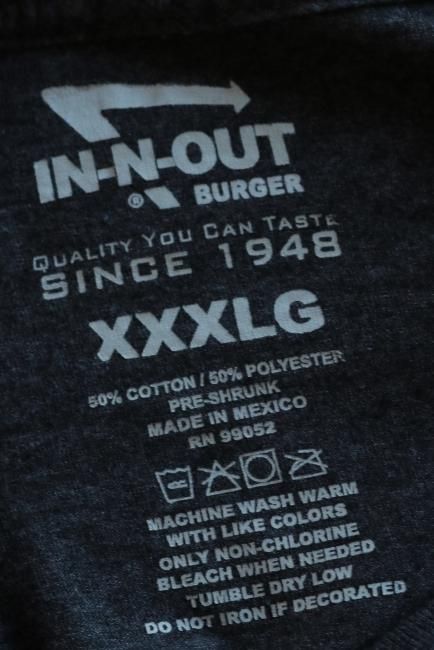 IN-N-OUT
® BURGER
QUALITY YOU CAN TASTE
SINCE 1948
XXXLG
50% COTTON / 50% POLYESTER
PRE-SHRUNK
MADE IN MEXICO
RN 99052
MACHINE WASH WARM
WITH LIKE COLORS
ONLY NON-CHLORINE
BLEACH WHEN NEEDED
TUMBLE DRY LOW
DO NOT IRON IF DECORATED